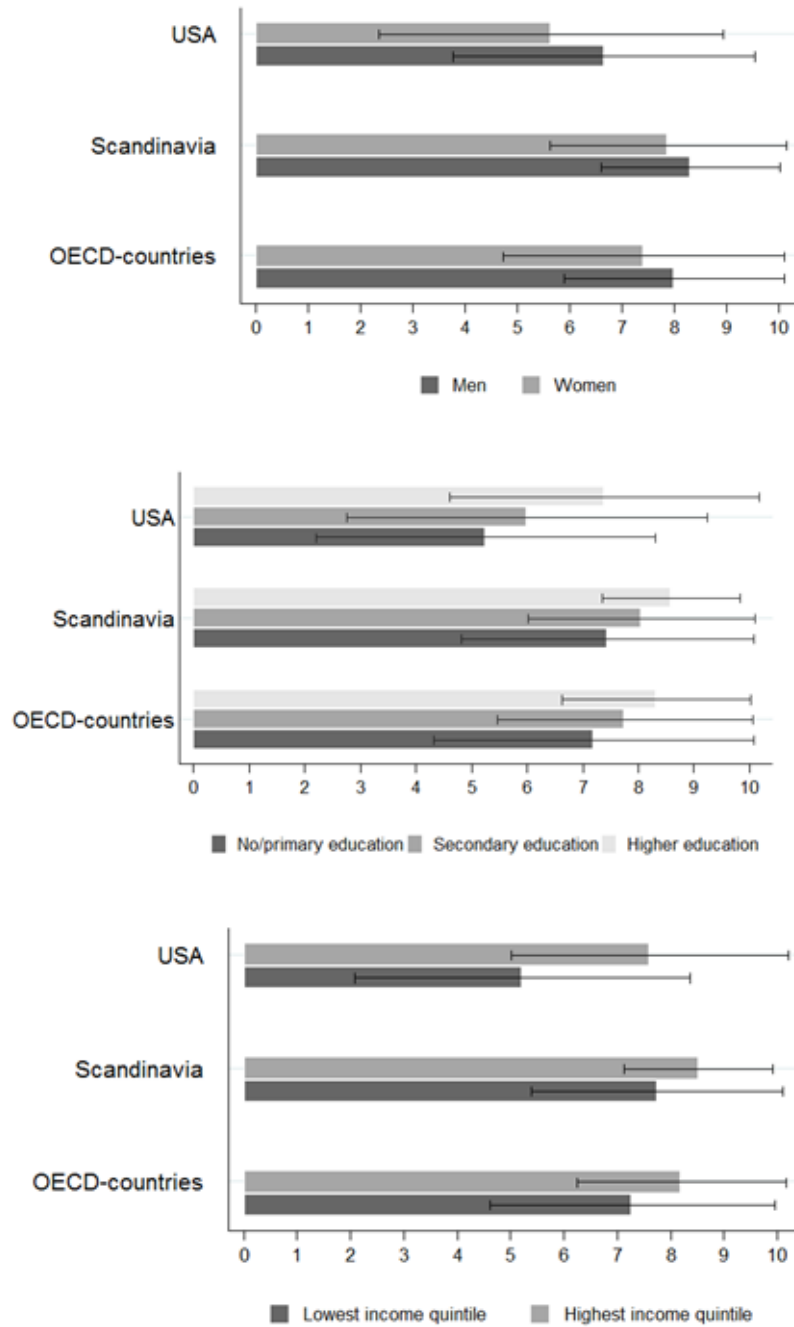 USA
Scandinavia
OECD-countries
0 1 2 3 4 5 6 7 8 9 10
Men Women
USA
Scandinavia
OECD-countries
0 1 2 3 4 5 6 7 8 9 10
No/primary education Secondary education Higher education
USA
Scandinavia
OECD-countries
0 1 2 3 4 5 6 7 8 9 10
Lowest income quintile Highest income quintile